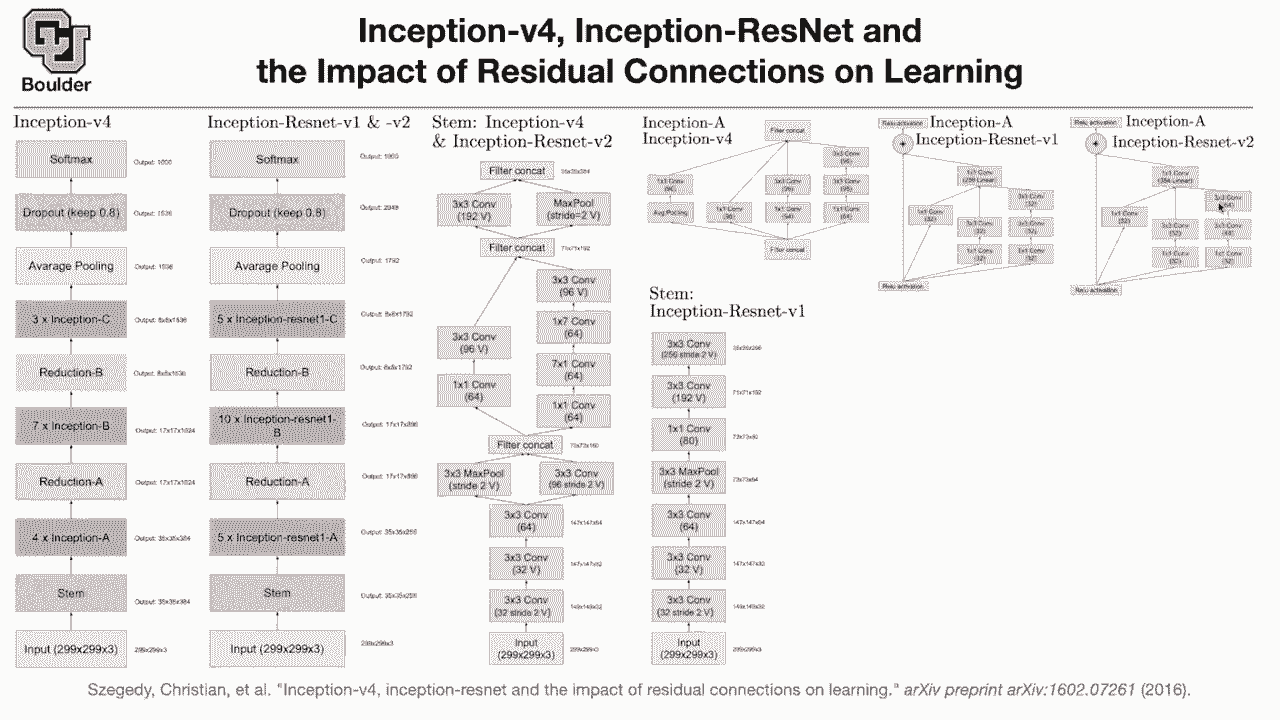 Boulder
Inception-v4, Inception-ResNet and
the Impact of Residual Connections on Learning
Inception-v4
Softmax
Output: 1000
Dropout (keep 0.8)
Output: 1536
Avarage Pooling
Output: 1536
x Inception-C
Output: 8x8x1536
Reduction-B
Output: 8x8x1536
7 x Inception-B
Output: 17x17x1024
Reduction-A
Output: 17x17x1024
Inception-A
Output: 35x35x384
Stem
Output: 35x35x384
Input (299x299x3)
299x299x3
Inception-Resnet-v1 & -v2
Softmax
Output: 1000
Dropout (keep 0.8)
Average Pooling
Output: 1792
5 x Inception-resnet1-C
Output: 8x8x1792
Reduction-B
Output: 8x8x1792
10 x Inception-resnet1-
B
Output: 17x17x896
Reduction-A
Output: 17x17x896
5 x Inception-resnet1-A
Output: 35x35x256
Stem
Output: 35x35x256
Input (299x299x3)
299x299x3
Stem: Inception-v4
& Inception-Resnet-v2
Filter concat
35x35x384
3x3 Conv
(192 V)
MaxPool
(stride=2 V)
Filter concat
71x71x192
3x3 Conv
(96 V)
1x7 Conv
(64)
3x3 Conv
(96 V)
7x1 Conv
(64)
1x1 Conv
(64)
1x1 Conv
(64)
Filter concat
73x73x160
3x3 MaxPool
(stride 2 V)
3x3 Conv
(96 stride 2 V)
3x3 Conv
(64)
147x147x64
3x3 Conv
(32 V)
147x147x32
3x3 Conv
(32 stride 2 V)
149x149x32
Input
(299x299x3)
299x299x3
Inception-A
Inception-v4
Filter concat
3x3 Conv
(96)
1x1 Conv
(96)
3x3 Conv
(96)
3x3 Conv
(96)
Avg Pooling
1x1 Conv
(96)
1x1 Conv
(64)
1x1 Conv
(64)
Filter concat
Stem:
Inception-Resnet-v1
3x3 Conv
(256 stride 2 V)
35x35x256
3x3 Conv
(192 V)
71x71x192
1x1 Conv
(80)
73x73x80
3x3 MaxPool
(stride 2 V)
73x73x64
3x3 Conv
(64)
147x147x64
3x3 Conv
(32 V)
147x147x32
3x3 Conv
(32 stride 2 V)
149x149x32
Input
(299x299x3)
299x299x3
Relu activation
+
Inception-A
Inception-Resnet-v1
1x1 Conv
(256 Linear)
3x3 Conv
(32)
1x1 Conv
(32)
3x3 Conv
(32)
3x3 Conv
(32)
1x1 Conv
(32)
1x1 Conv
(32)
Relu activation
Relu activation
+
Inception-A
Inception-Resnet-v2
1x1 Conv
3x3 Conv
1x1 Conv
(32)
3x3 Conv
3x3 Conv
1x1 Conv
(32)
1x1 Conv
(32)
Relu activation
Szegedy, Christian, et al. "Inception-v4, inception-resnet and the impact of residual connections on learning." arXiv preprint arXiv:1602.07261 (2016).